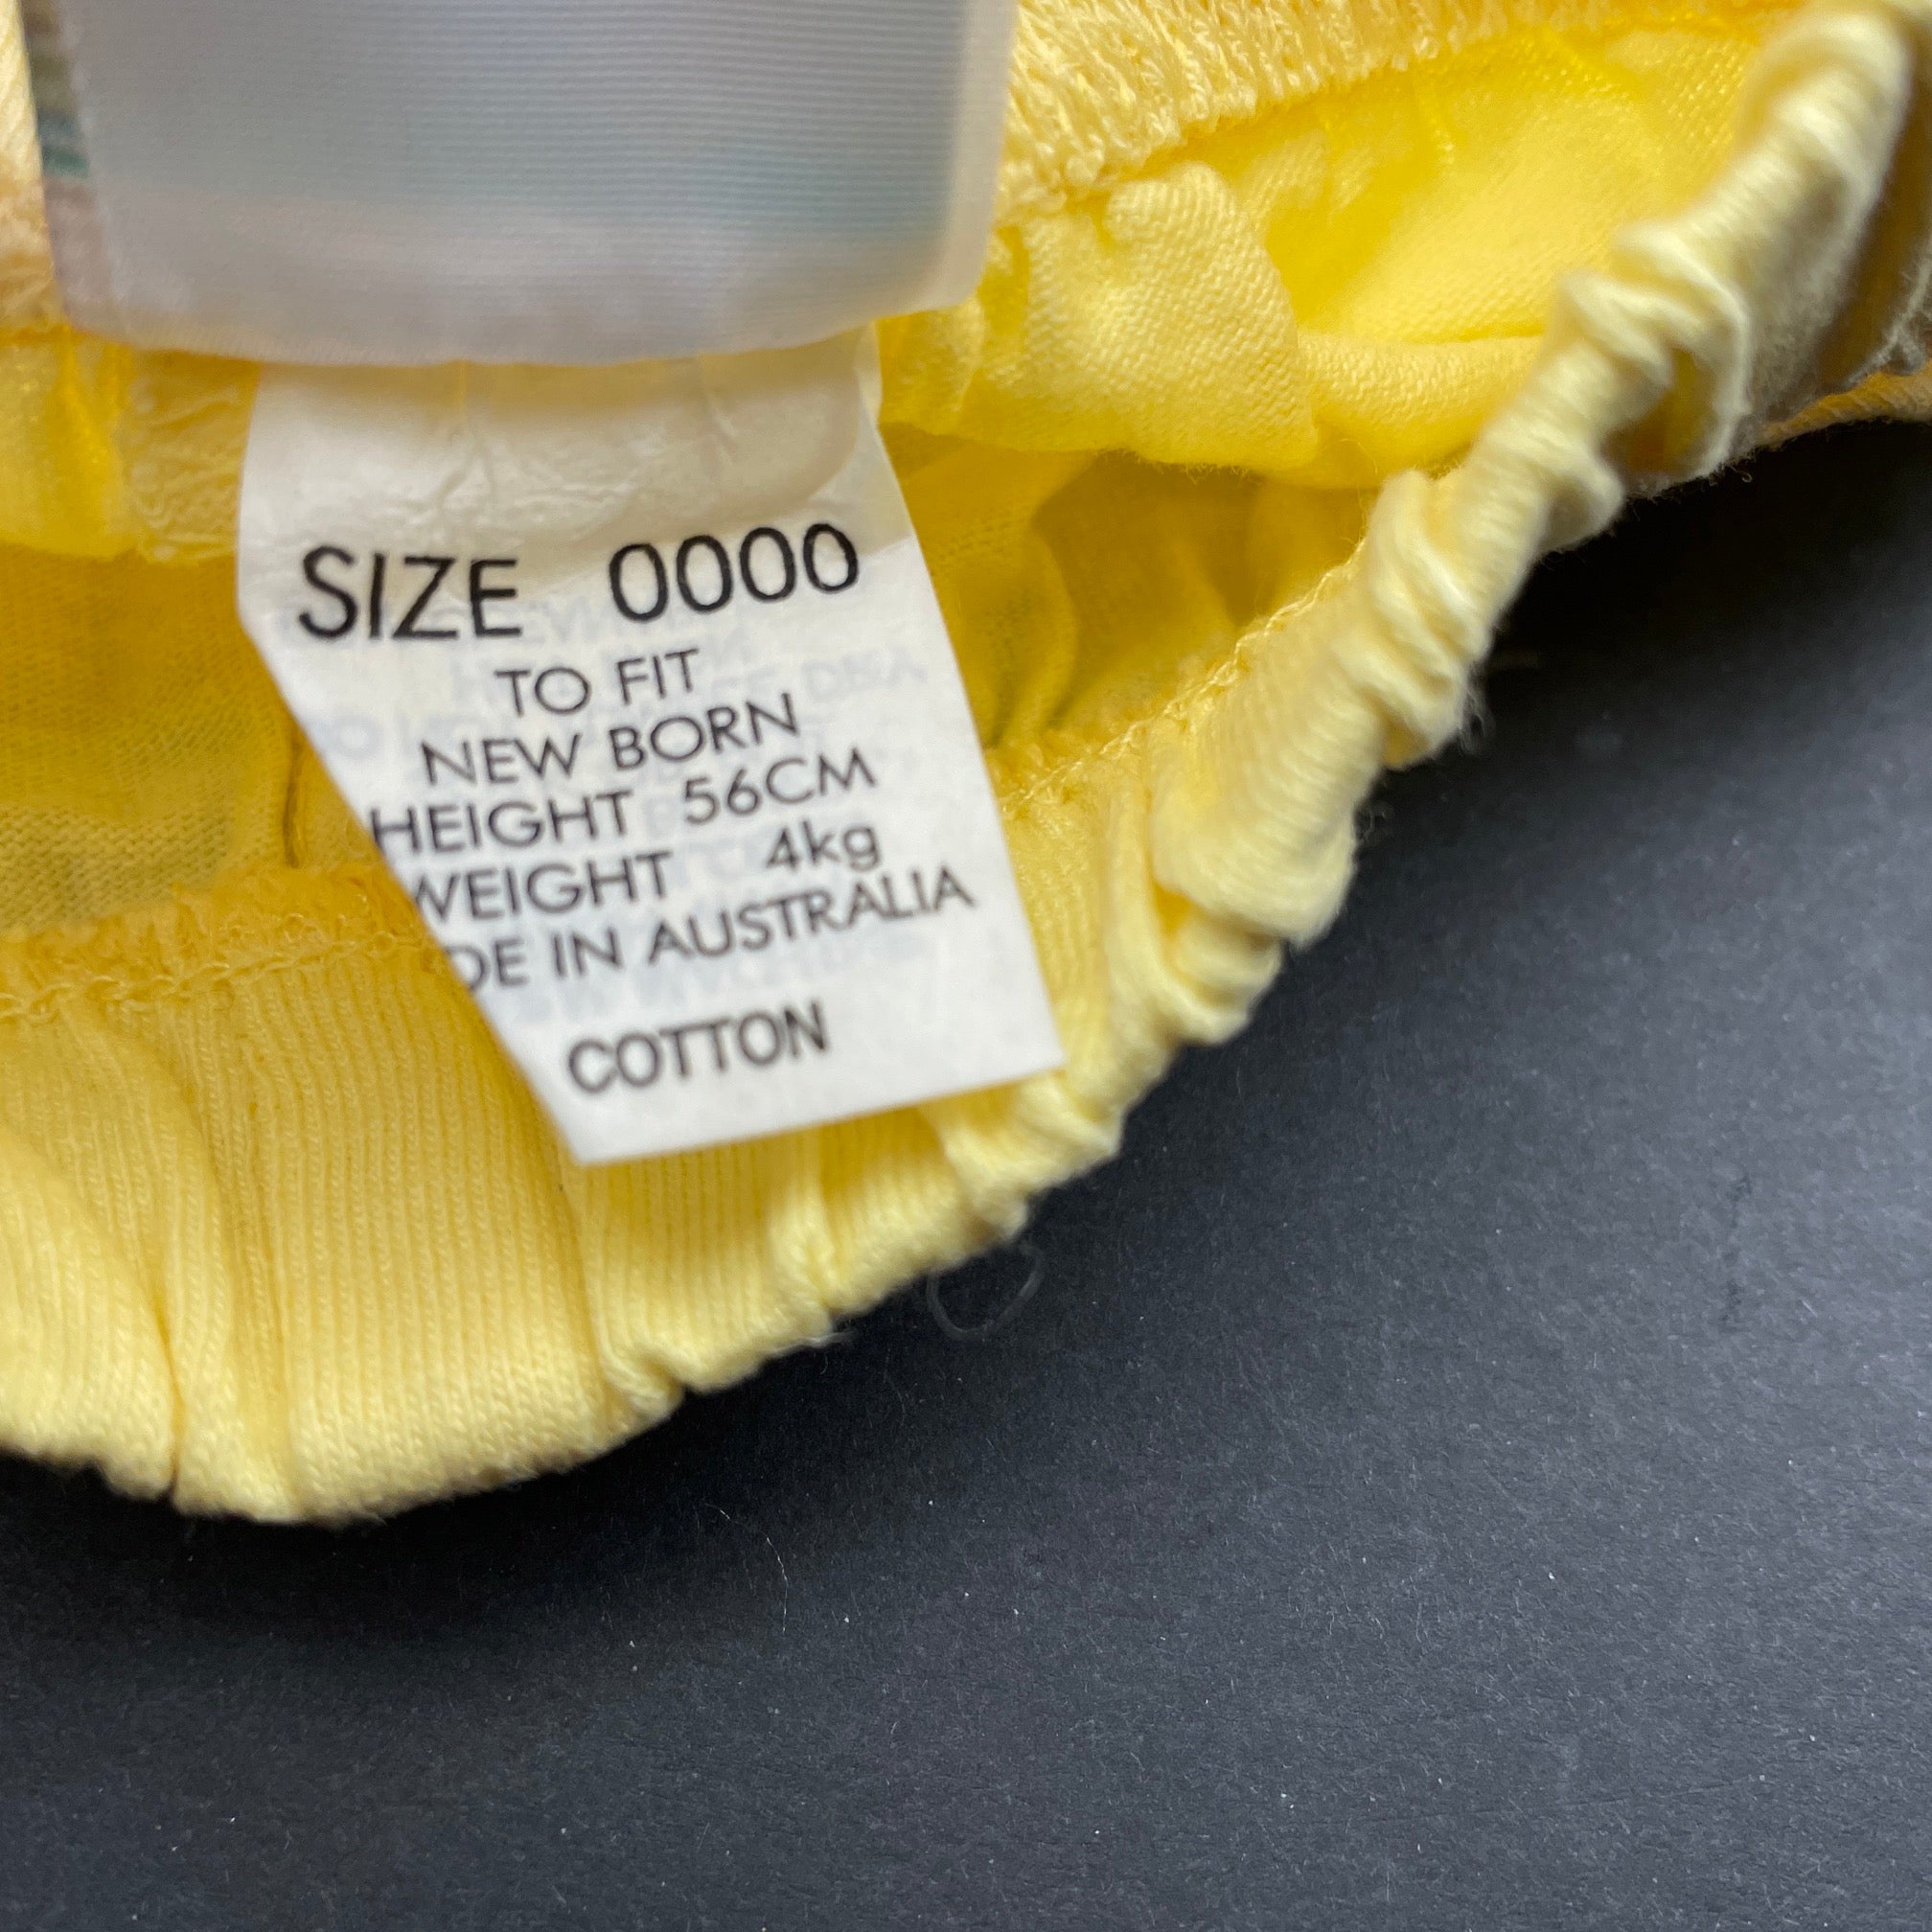 SIZE 0000
TO FIT
NEW BORN
HEIGHT 56CM
WEIGHT 4kg
DE IN AUSTRALIA
COTTON